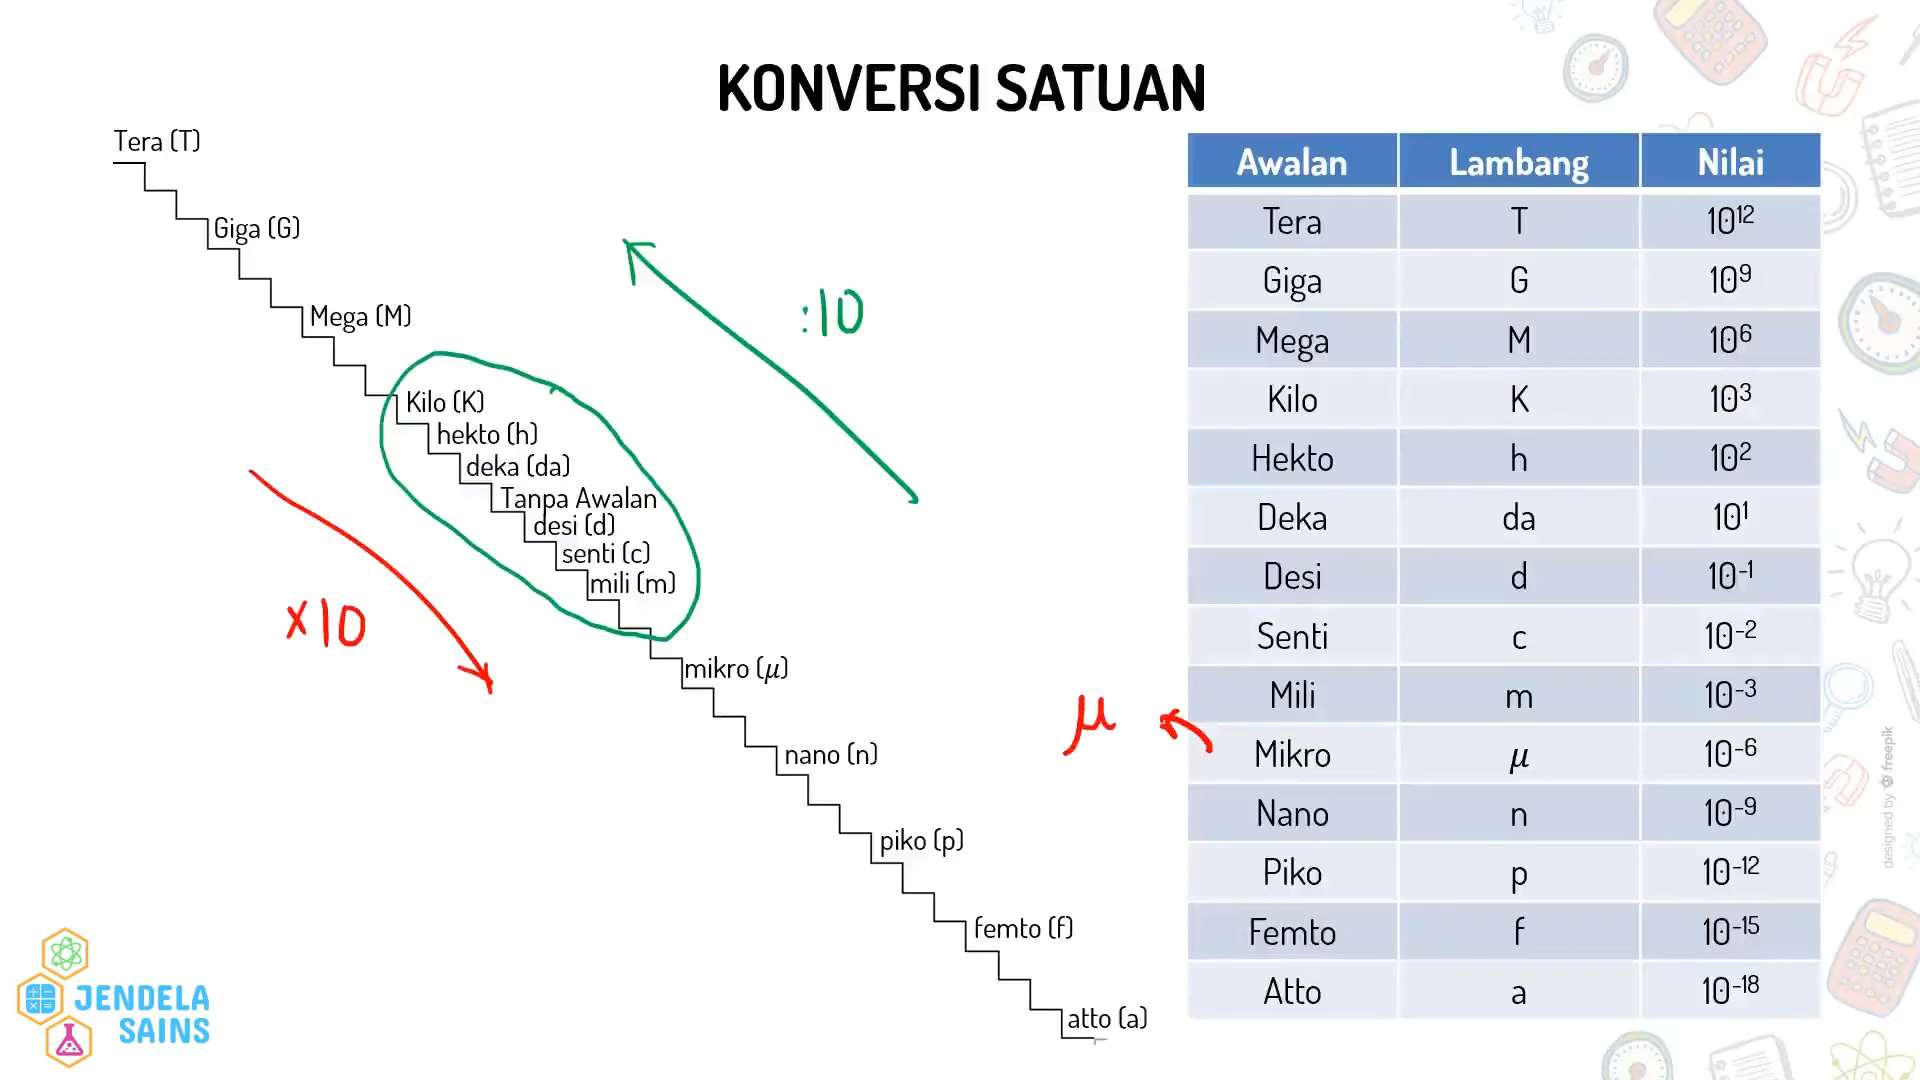 KONVERSI SATUAN
Tera (T)
Giga (G)
Mega (M)
Kilo (K)
hekto (h)
deka (da)
Tanpa Awalan
desi (d)
senti (c)
mili (m)
mikro (μ)
nano (n)
piko (p)
femto (f)
atto (a)
:10
×10
μ
Awalan Lambang Nilai
Tera T 10¹²
Giga G 10⁹
Mega M 10⁶
Kilo K 10³
Hekto h 10²
Deka da 10¹
Desi d 10⁻¹
Senti c 10⁻²
Mili m 10⁻³
Mikro μ 10⁻⁶
Nano n 10⁻⁹
Piko p 10⁻¹²
Femto f 10⁻¹⁵
Atto a 10⁻¹⁸
JENDELA
SAINS
designed by freepik